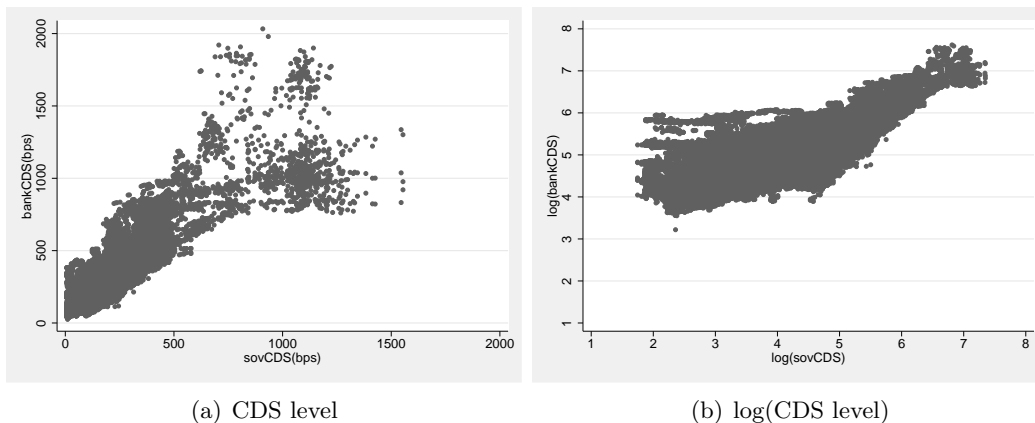 bankCDS(bps)
2000
1500
1000
500
0
0 500 1000 1500 2000
sovCDS(bps)
(a) CDS level
log(bankCDS)
8
7
6
5
4
3
2
1
1 2 3 4 5 6 7 8
log(sovCDS)
(b) log(CDS level)